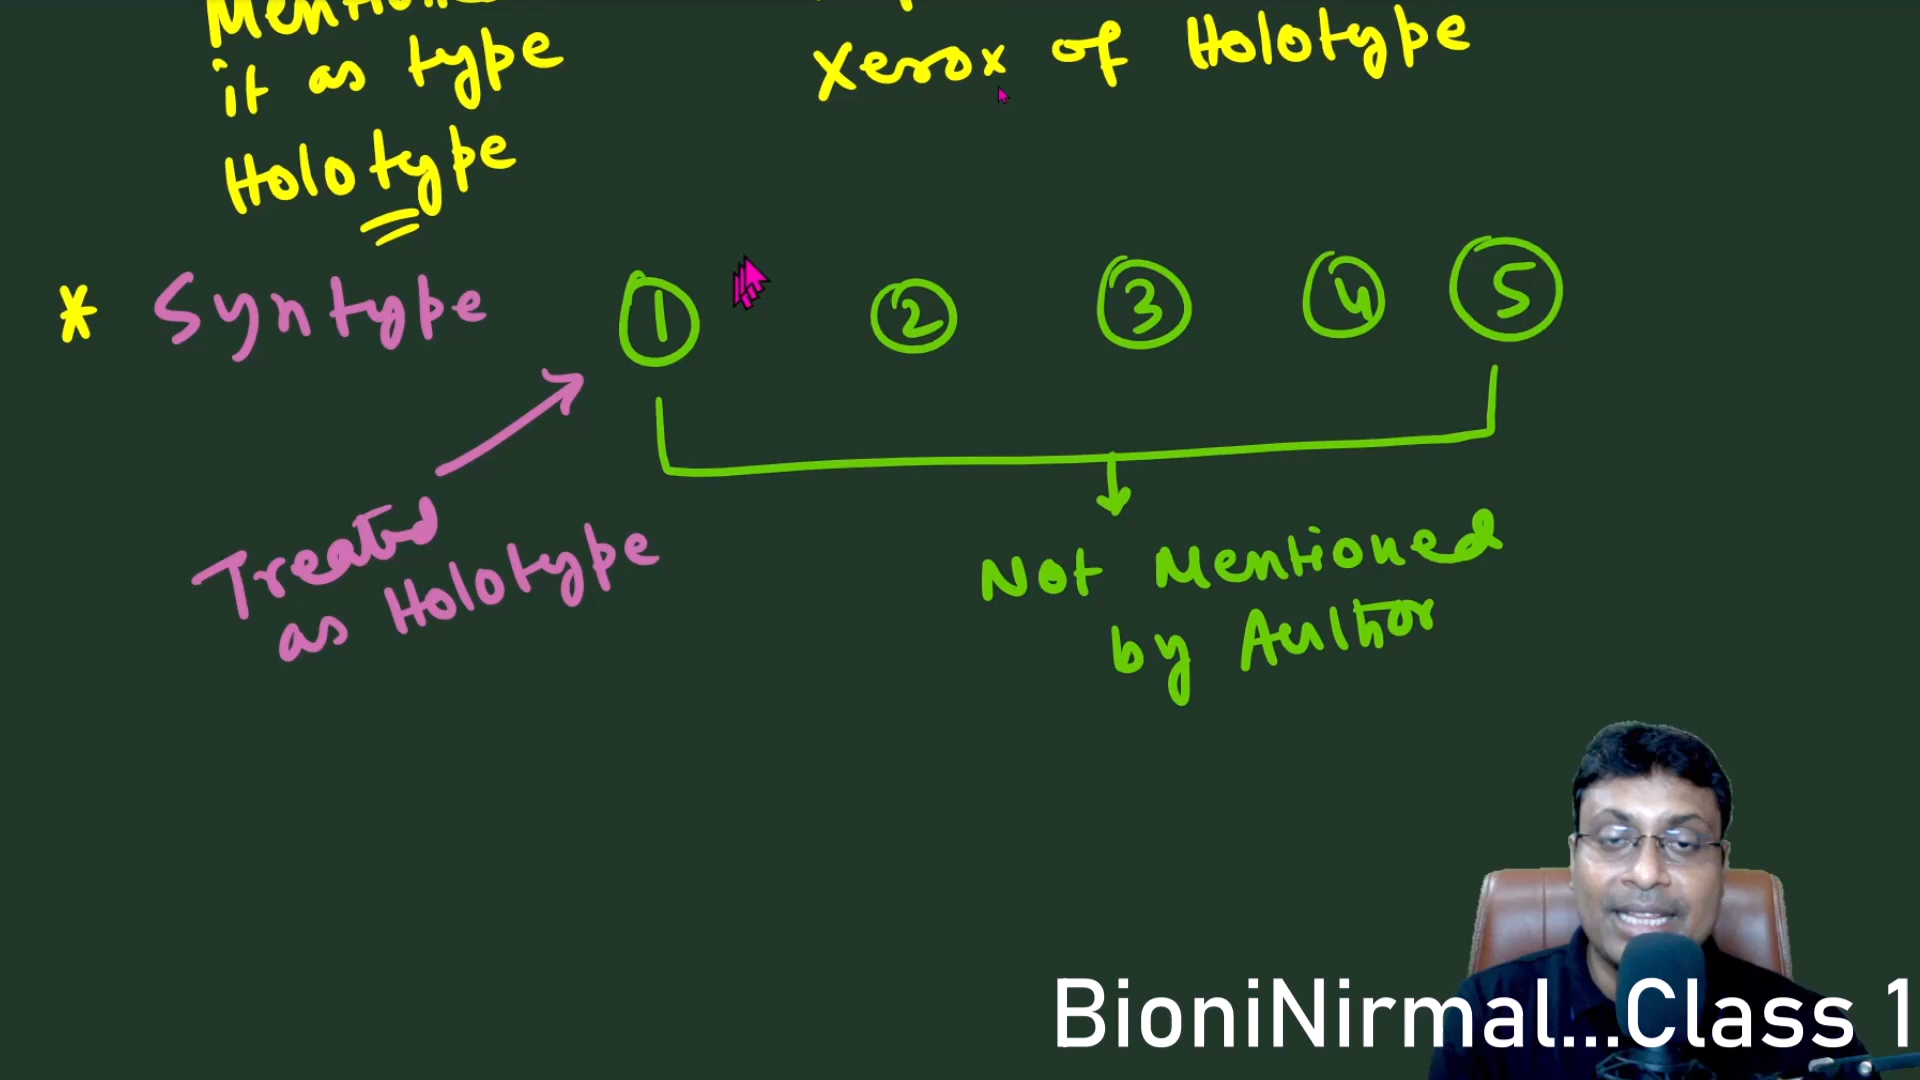 it as type
Holotype
Xerox of Holotype
* Syntype
1 2 3 4 5
Treated
as Holotype
Not Mentioned
by Author
BioniNirmal...Class 1